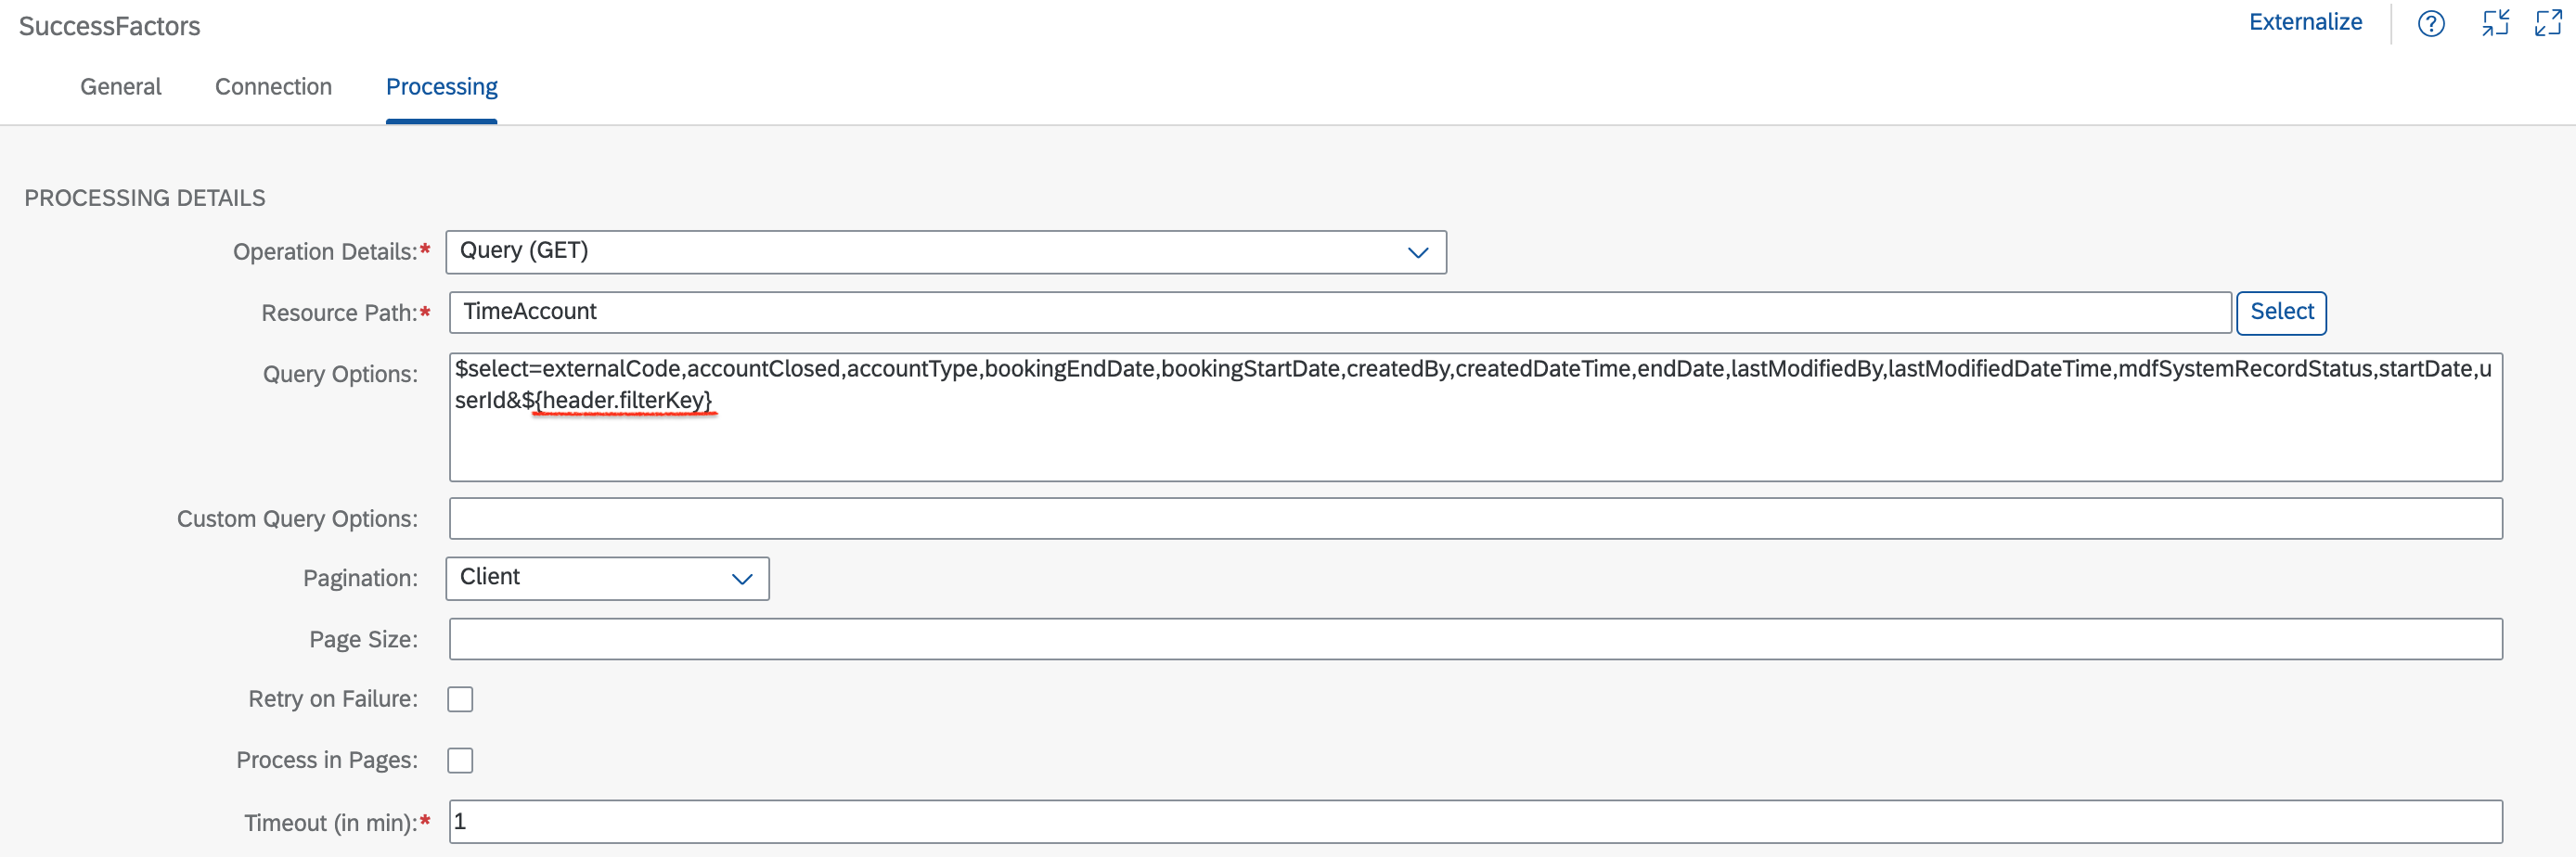 SuccessFactors
Externalize
General Connection Processing
PROCESSING DETAILS
Operation Details:* Query (GET)
Resource Path:* TimeAccount Select
Query Options: $select=externalCode,accountClosed,accountType,bookingEndDate,bookingStartDate,createdBy,createdDateTime,endDate,lastModifiedBy,lastModifiedDateTime,mdfSystemRecordStatus,startDate,u
serId&${header.filterKey}
Custom Query Options:
Pagination: Client
Page Size:
Retry on Failure:
Process in Pages:
Timeout (in min):* 1